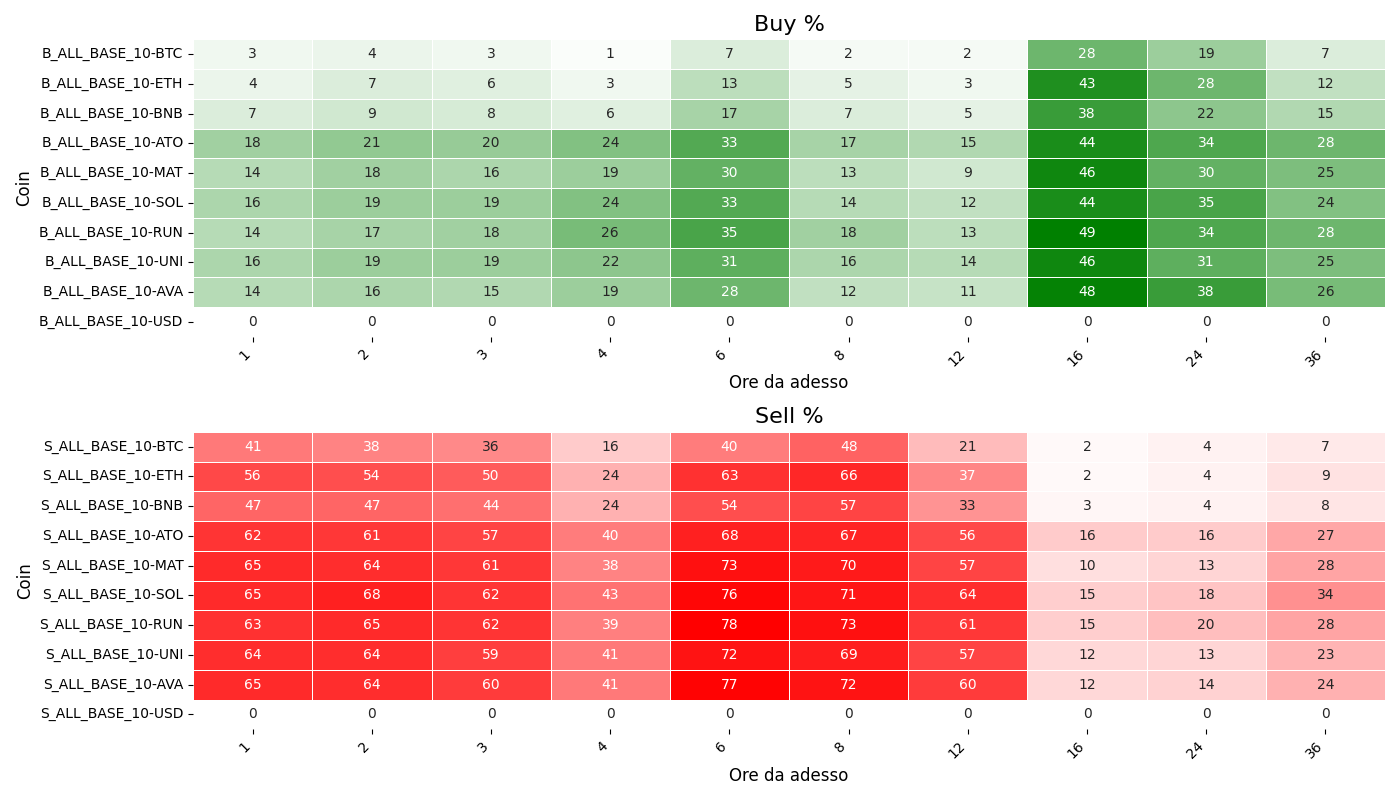 Buy %
Coin
B_ALL_BASE_10-BTC 3 4 3 1 7 2 2 28 19 7
B_ALL_BASE_10-ETH 4 7 6 3 13 5 3 43 28 12
B_ALL_BASE_10-BNB 7 9 8 6 17 7 5 38 22 15
B_ALL_BASE_10-ATO 18 21 20 24 33 17 15 44 34 28
B_ALL_BASE_10-MAT 14 18 16 19 30 13 9 46 30 25
B_ALL_BASE_10-SOL 16 19 19 24 33 14 12 44 35 24
B_ALL_BASE_10-RUN 14 17 18 26 35 18 13 49 34 28
B_ALL_BASE_10-UNI 16 19 19 22 31 16 14 46 31 25
B_ALL_BASE_10-AVA 14 16 15 19 28 12 11 48 38 26
B_ALL_BASE_10-USD 0 0 0 0 0 0 0 0 0 0
1 2 3 4 6 8 12 16 24 36
Ore da adesso
Sell %
Coin
S_ALL_BASE_10-BTC 41 38 36 16 40 48 21 2 4 7
S_ALL_BASE_10-ETH 56 54 50 24 63 66 37 2 4 9
S_ALL_BASE_10-BNB 47 47 44 24 54 57 33 3 4 8
S_ALL_BASE_10-ATO 62 61 57 40 68 67 56 16 16 27
S_ALL_BASE_10-MAT 65 64 61 38 73 70 57 10 13 28
S_ALL_BASE_10-SOL 65 68 62 43 76 71 64 15 18 34
S_ALL_BASE_10-RUN 63 65 62 39 78 73 61 15 20 28
S_ALL_BASE_10-UNI 64 64 59 41 72 69 57 12 13 23
S_ALL_BASE_10-AVA 65 64 60 41 77 72 60 12 14 24
S_ALL_BASE_10-USD 0 0 0 0 0 0 0 0 0 0
1 2 3 4 6 8 12 16 24 36
Ore da adesso